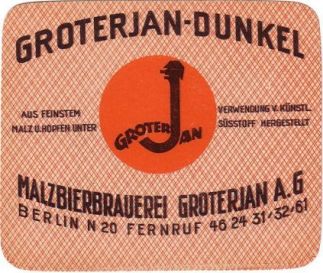 GROTERJAN-DUNKEL
AUS FEINSTEM
MALZ U. HOPFEN UNTER
GROTERJAN
VERWENDUNG V. KÜNSTL.
SÜSSTOFF HERGESTELLT
MALZBIERBRAUEREI GROTERJAN A.G
BERLIN N 20 FERNRUF 46 24 31/32/61